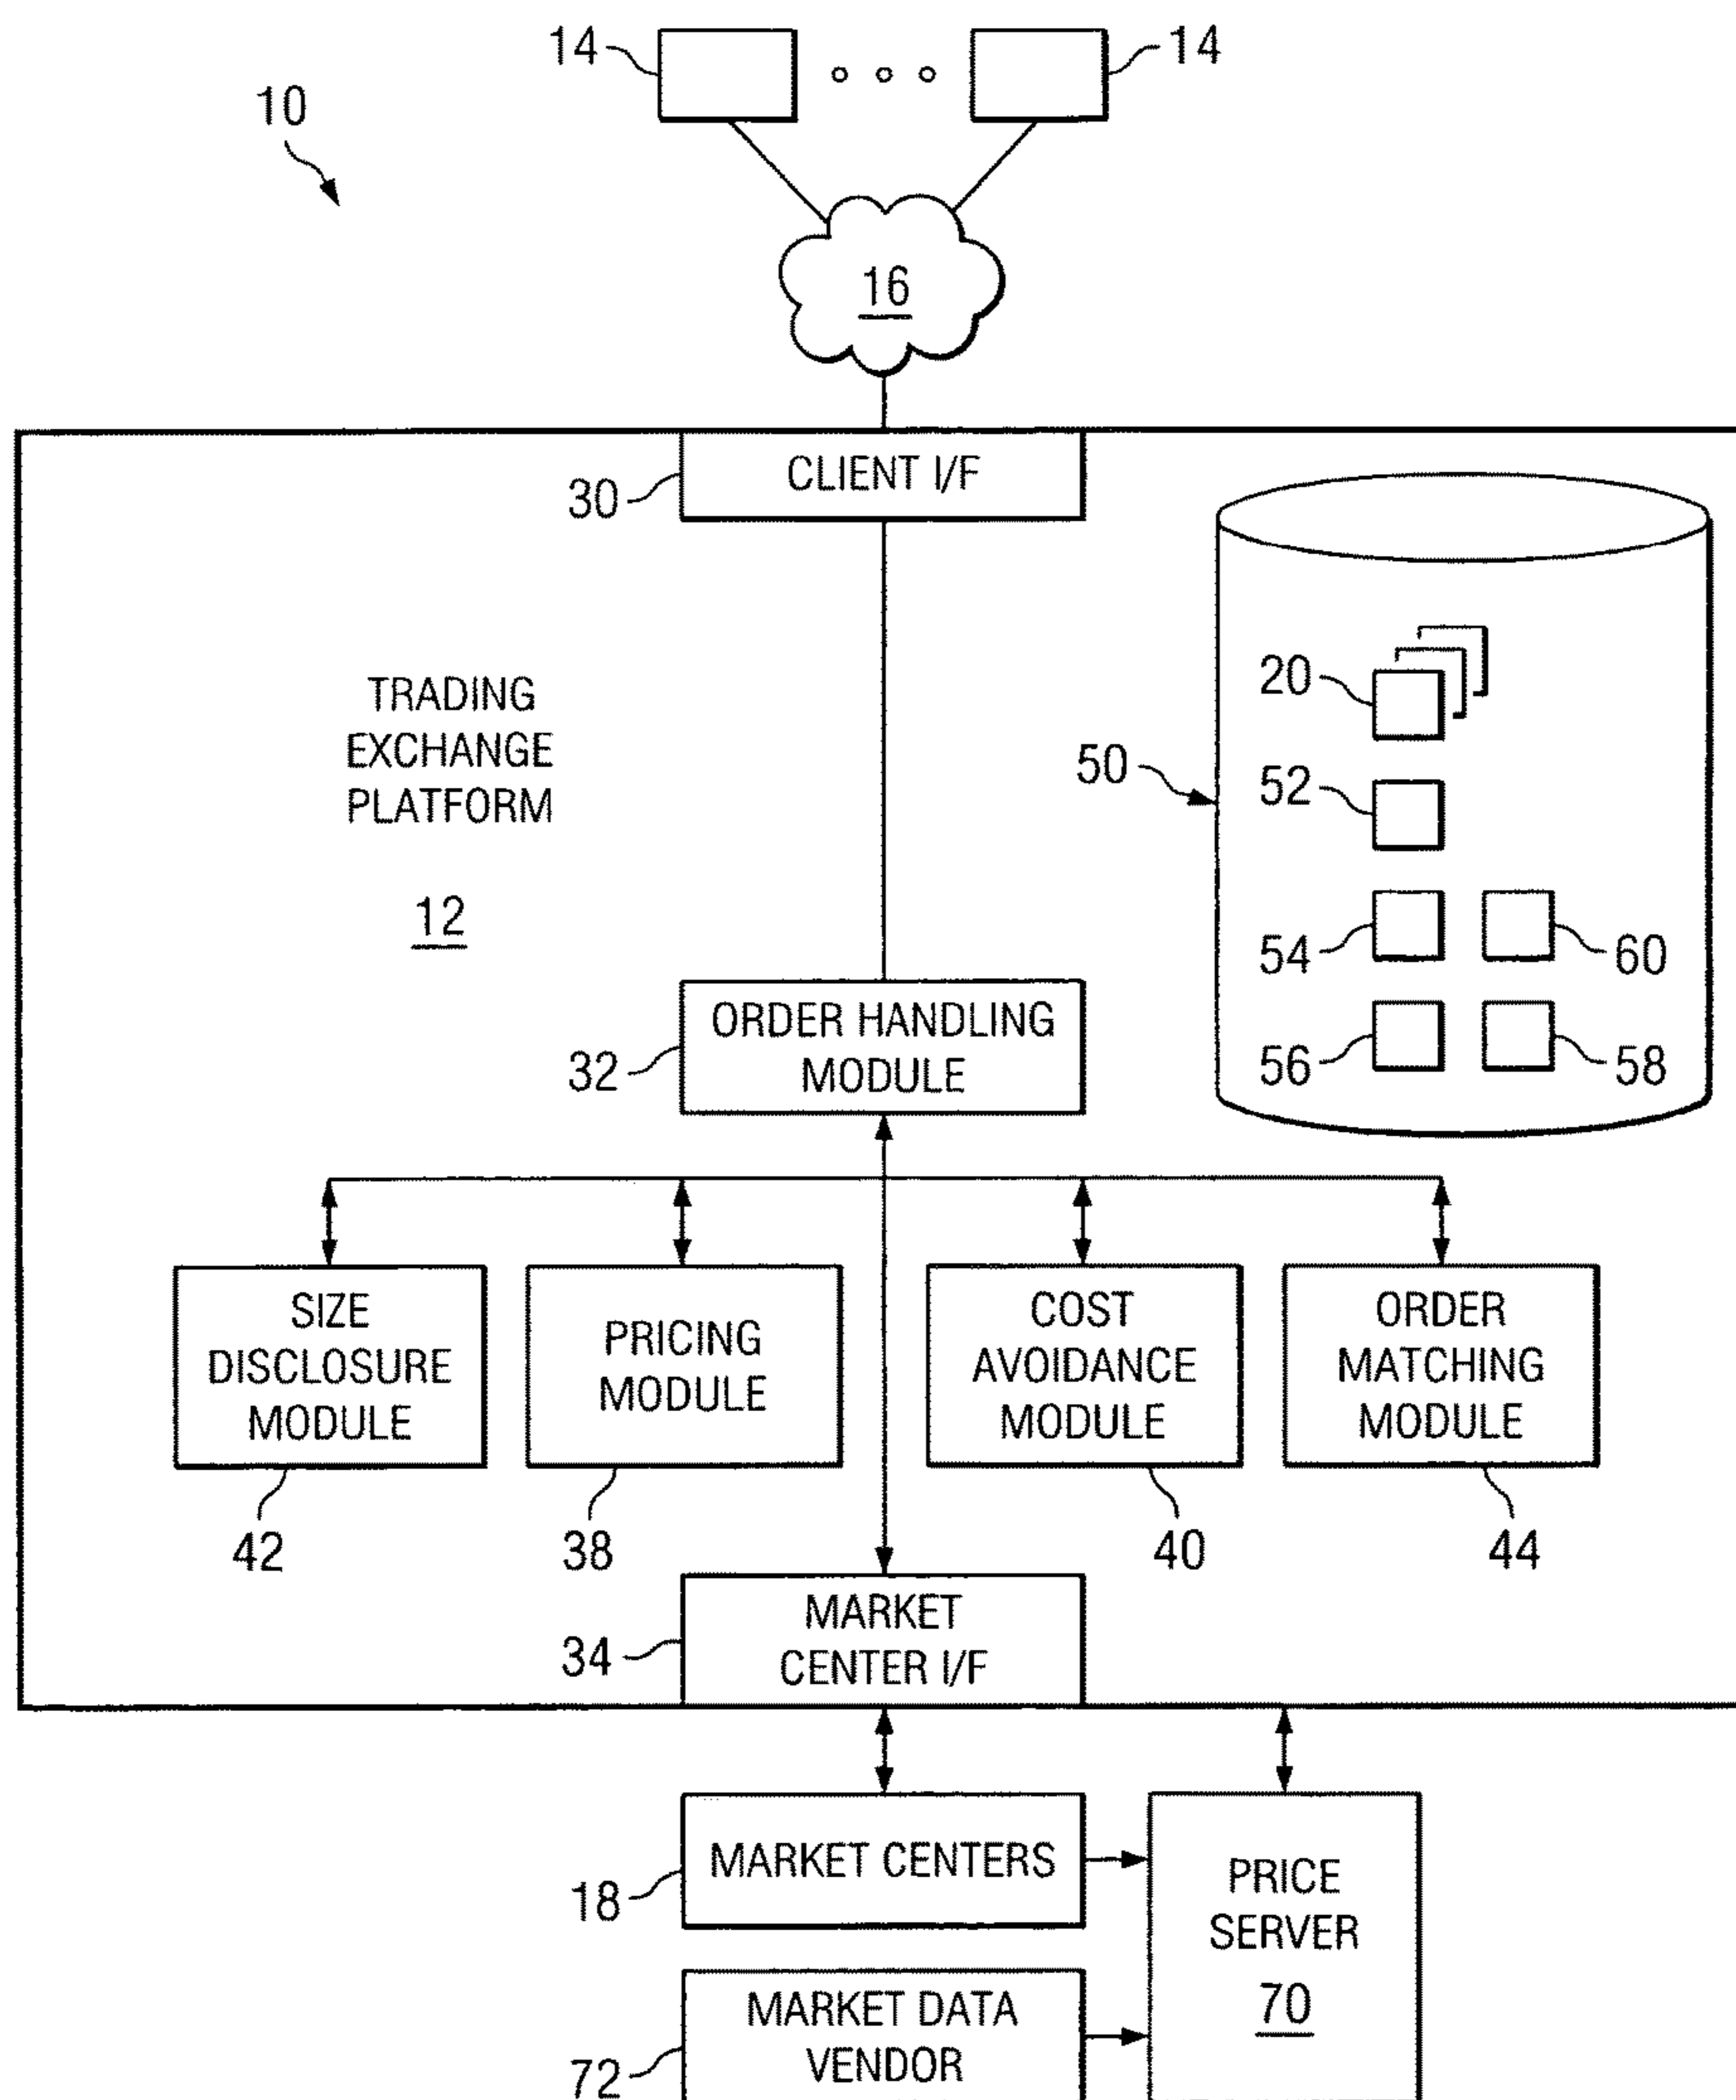 14
14
10
16
CLIENT I/F
30
TRADING
EXCHANGE
PLATFORM
12
20
50
52
54
60
56
58
ORDER HANDLING
MODULE
32
SIZE
DISCLOSURE
MODULE
PRICING
MODULE
COST
AVOIDANCE
MODULE
ORDER
MATCHING
MODULE
42
38
40
44
MARKET
CENTER I/F
34
MARKET CENTERS
18
PRICE
SERVER
70
MARKET DATA
VENDOR
72